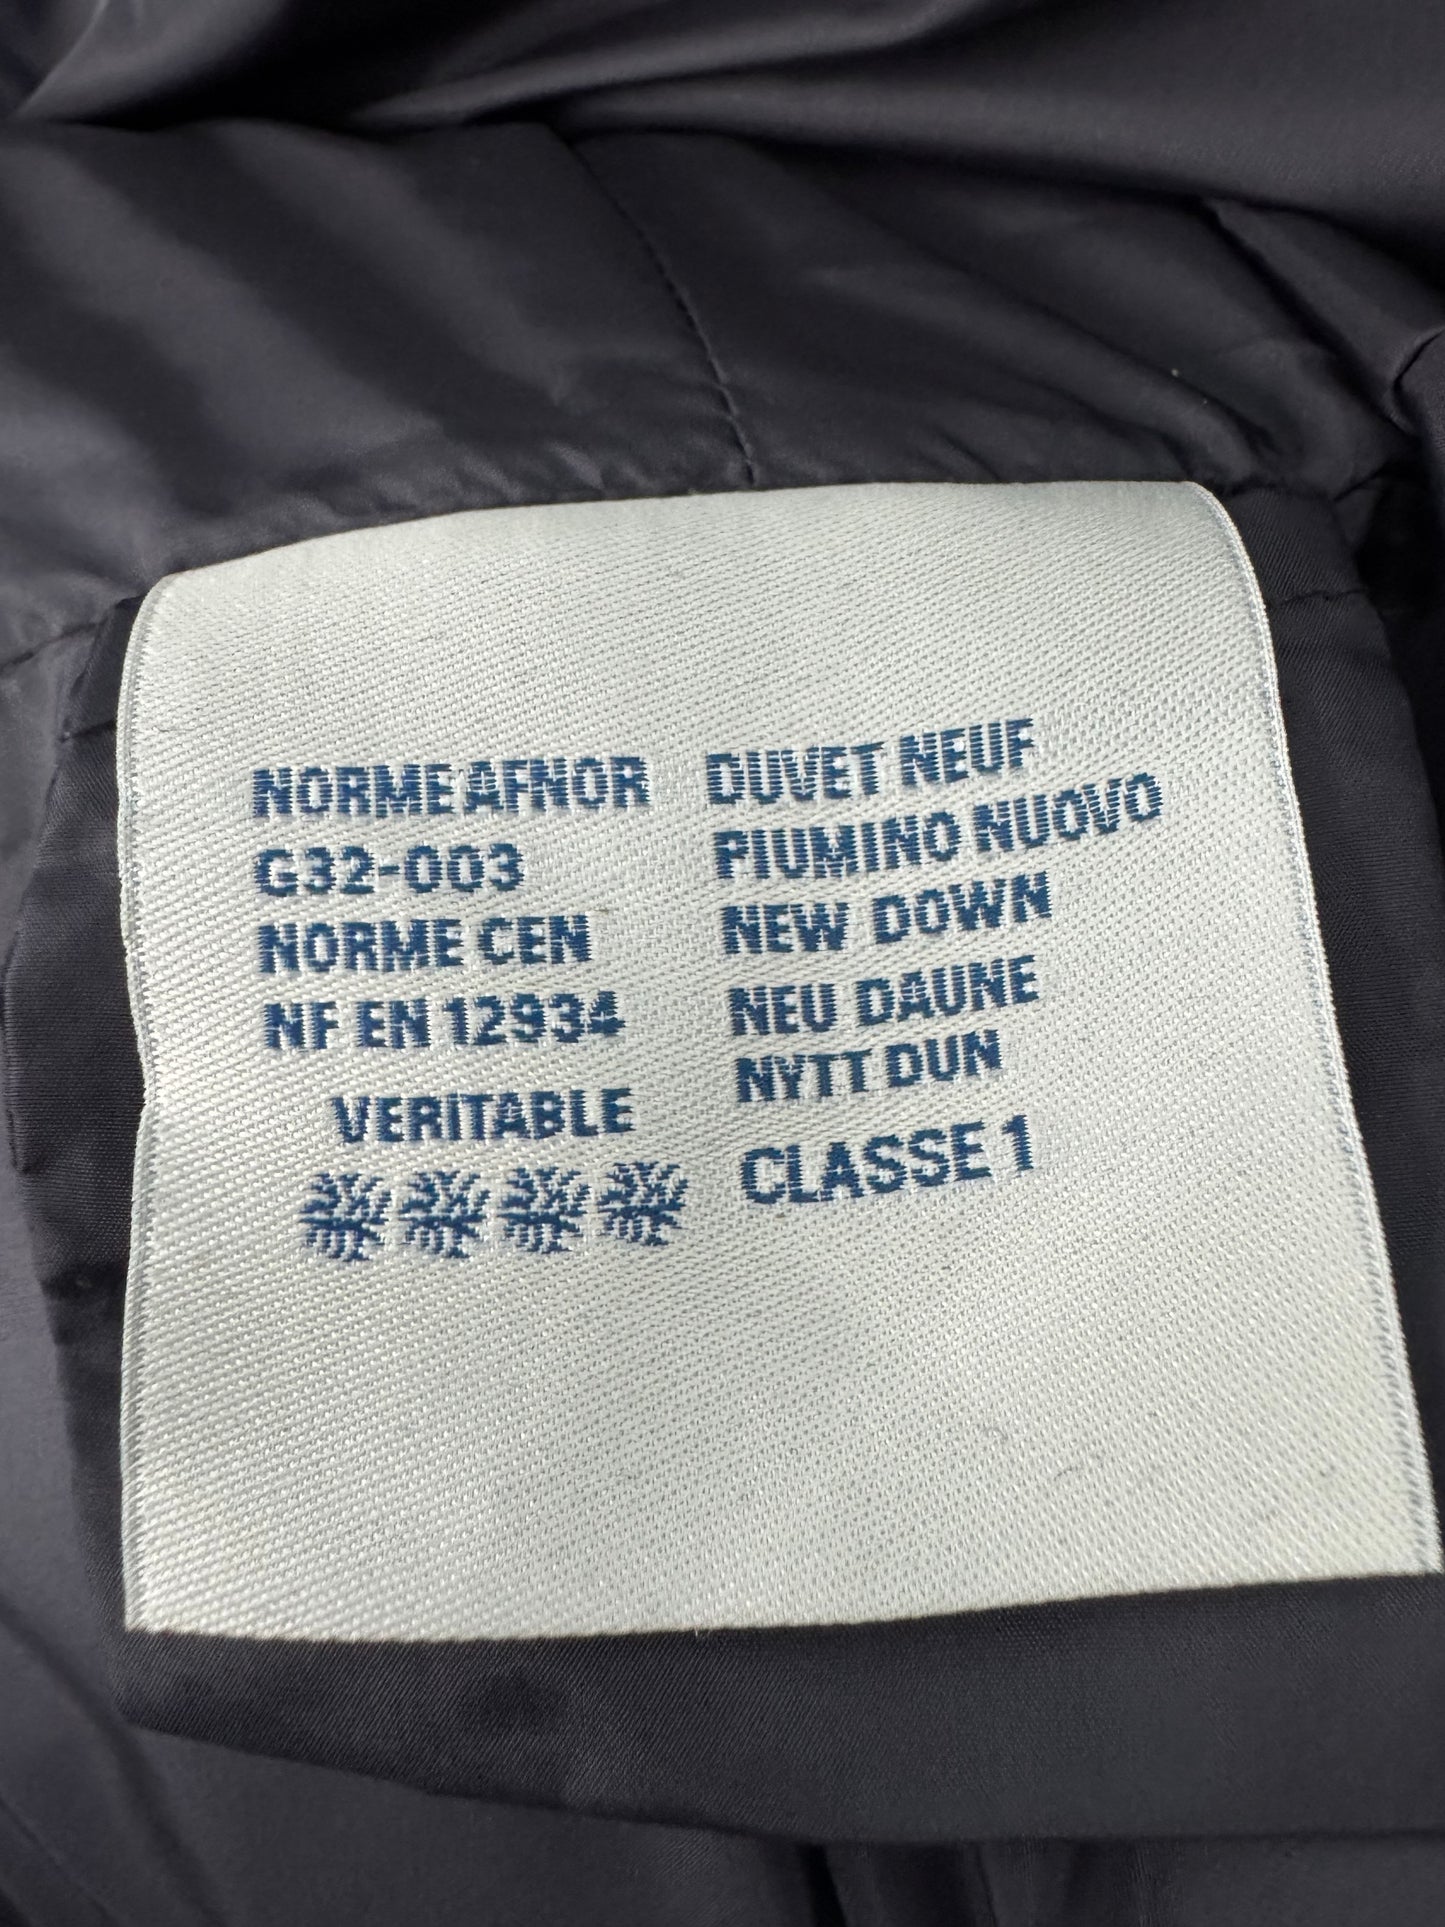 NORME AFNOR
G32-003
NORME CEN
NF EN 12934
VERITABLE
DUVET NEUF
PIUMINO NUOVO
NEW DOWN
NEU DAUNE
NYTT DUN
CLASSE 1